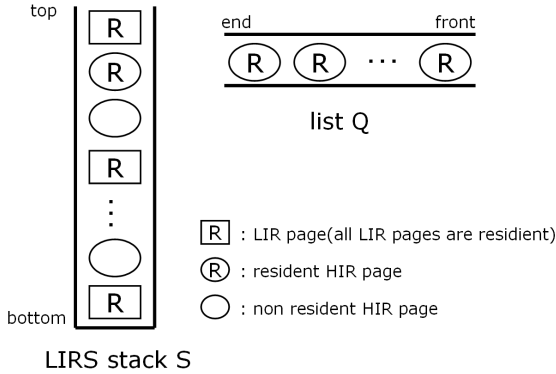 top
R
R
R
R
bottom
LIRS stack S
end front
R R ... R
list Q
R : LIR page(all LIR pages are residient)
R : resident HIR page
: non resident HIR page